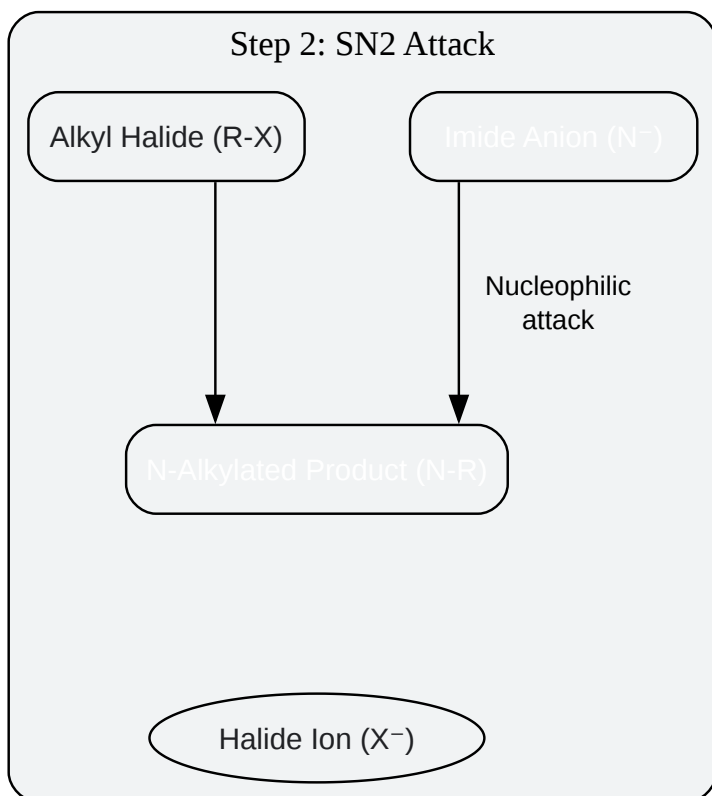 Step 2: SN2 Attack
Alkyl Halide (R-X)
Imide Anion (N⁻)
Nucleophilic
attack
N-Alkylated Product (N-R)
Halide Ion (X⁻)